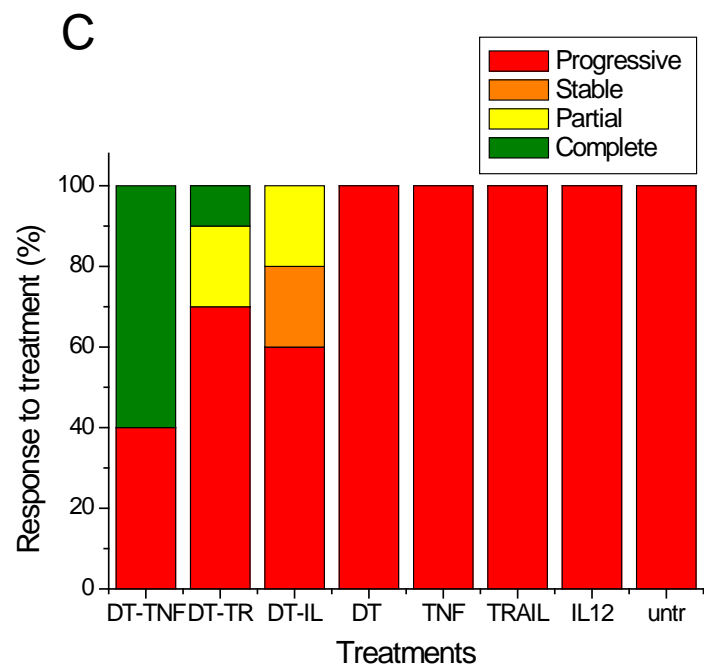 C
Progressive
Stable
Partial
Complete
Response to treatment (%)
100
80
60
40
20
0
DT-TNF DT-TR DT-IL DT TNF TRAIL IL12 untr
Treatments